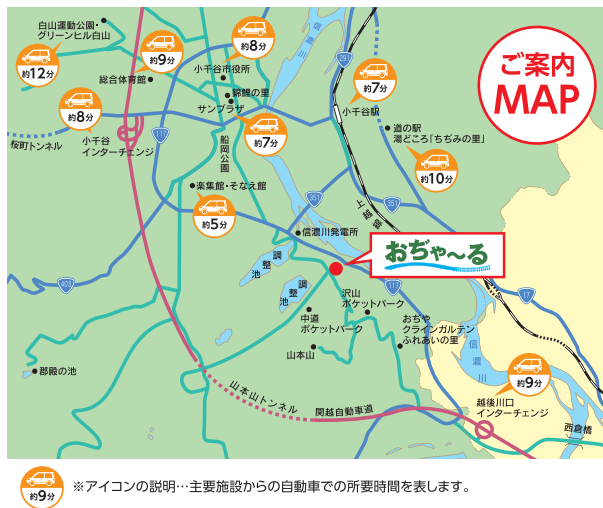 ご案内
MAP
白山運動公園・
グリーンヒル白山
約12分
約9分
総合体育館
約8分
小千谷市役所
錦鯉の里
サンプラザ
約7分
約8分
小千谷
インターチェンジ
桜町トンネル
117
船岡公園
信濃川
291
約7分
小千谷駅
道の駅
湯どころ「ちぢみの里」
約10分
楽集館・そなえ館
約5分
351
351
上越線
信濃川発電所
おぢゃ〜る
調整池
調整池
403
17
17
沢山
ポケットパーク
中道
ポケットパーク
おぢや
クラインガルテン
ふれあいの里
山本山
信濃川
郡殿の池
山本山トンネル
関越自動車道
約9分
越後川口
インターチェンジ
西倉橋
約9分
※アイコンの説明…主要施設からの自動車での所要時間を表します。